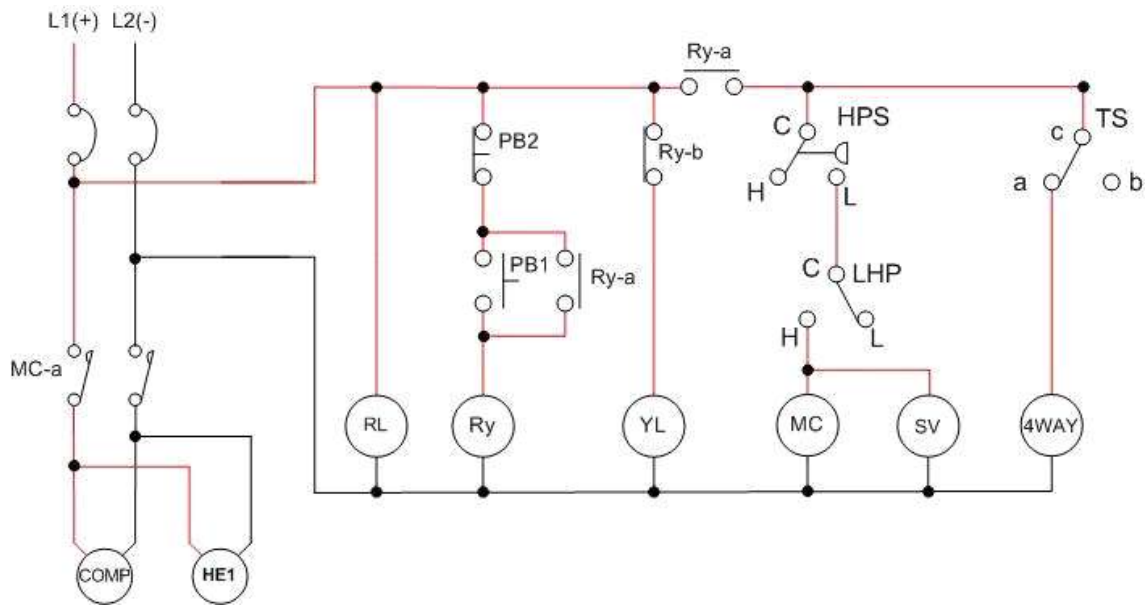 L1(+) L2(-)
Ry-a
C HPS
c TS
PB2
Ry-b
H
L
a b
PB1
Ry-a
C LHP
MC-a
H
L
RL
Ry
YL
MC
SV
4WAY
COMP
HE1